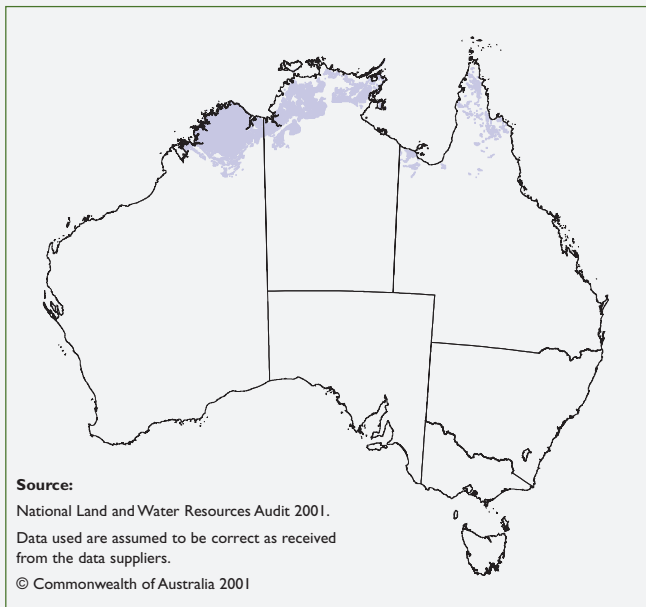 Source:
National Land and Water Resources Audit 2001.
Data used are assumed to be correct as received
from the data suppliers.
© Commonwealth of Australia 2001